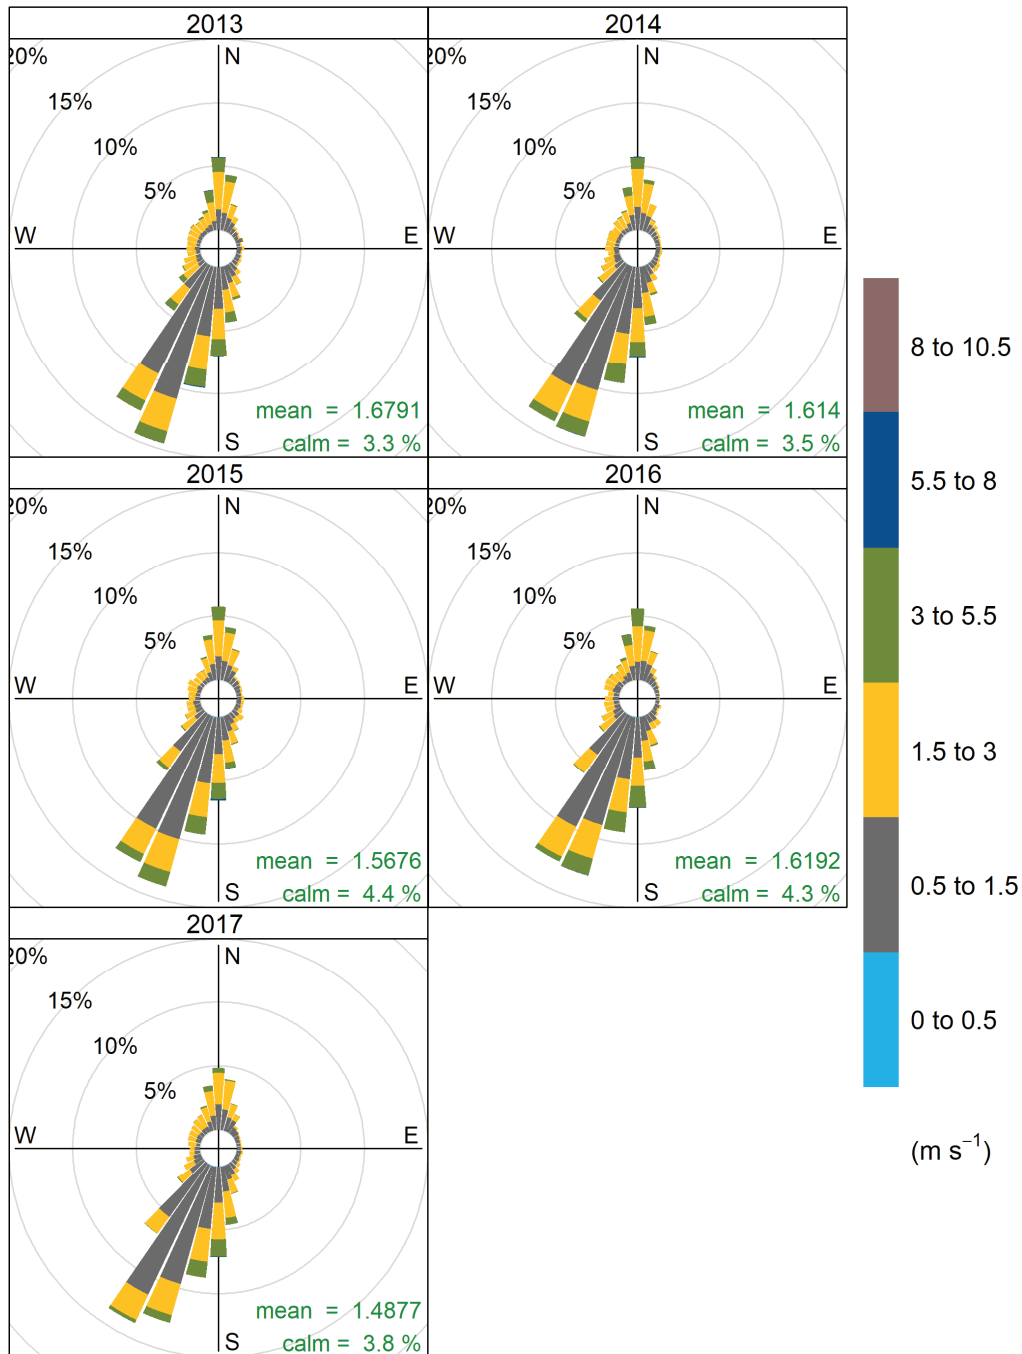 2013
2014
20%
N
15%
10%
5%
W
E
mean = 1.6791
S
calm = 3.3 %
20%
N
15%
10%
5%
W
E
mean = 1.614
S
calm = 3.5 %
2015
2016
20%
N
15%
10%
5%
W
E
mean = 1.5676
S
calm = 4.4 %
20%
N
15%
10%
5%
W
E
mean = 1.6192
S
calm = 4.3 %
2017
20%
N
15%
10%
5%
W
E
mean = 1.4877
S
calm = 3.8 %
8 to 10.5
5.5 to 8
3 to 5.5
1.5 to 3
0.5 to 1.5
0 to 0.5
(m s⁻¹)